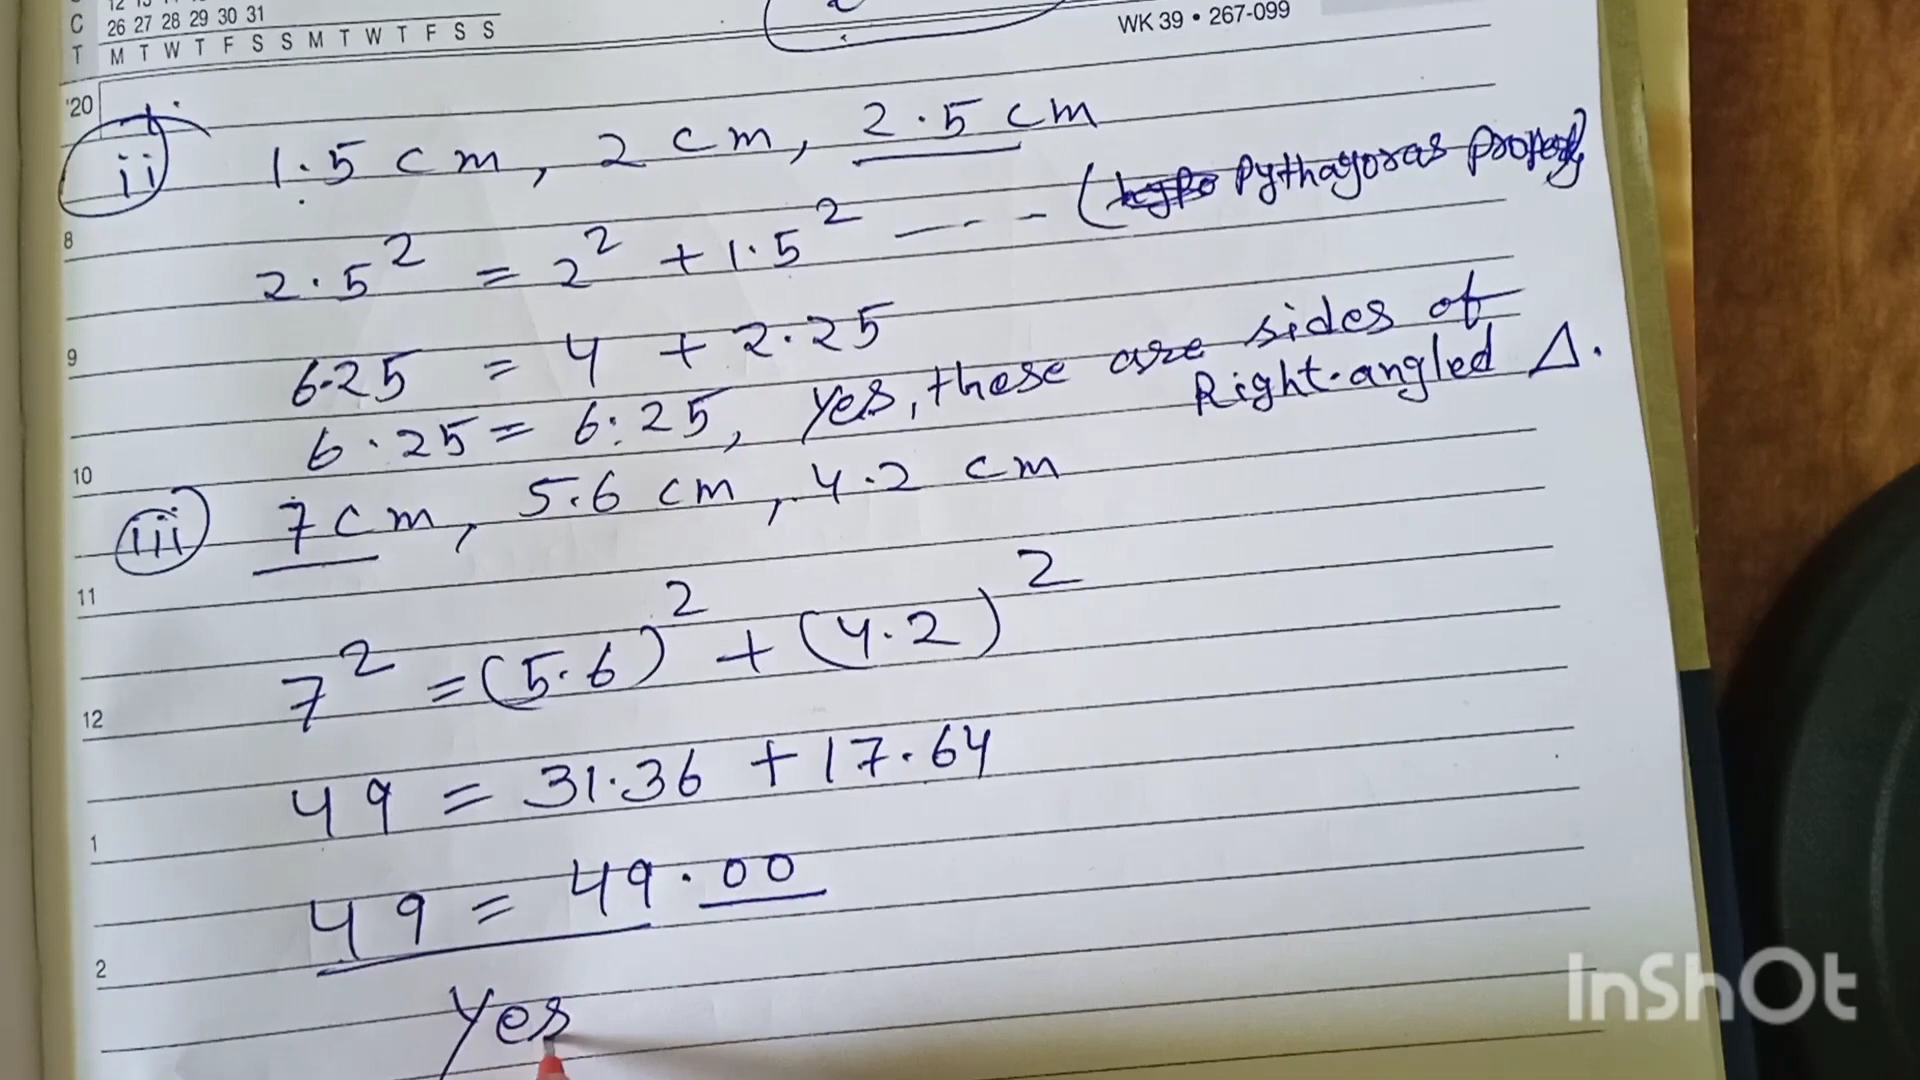 C 26 27 28 29 30 31
T M T W T F S S M T W T F S S
WK 39 • 267-099
'20
ii 1.5 cm, 2 cm, 2.5 cm
8
2.5² = 2² + 1.5² --- (Pythagoras property
9
6.25 = 4 + 2.25
6.25 = 6.25, Yes, these are sides of
Right-angled Δ.
10
iii 7cm, 5.6 cm, 4.2 cm
11
7² = (5.6)² + (4.2)²
12
49 = 31.36 + 17.64
1
49 = 49.00
2
Yes
InShOt